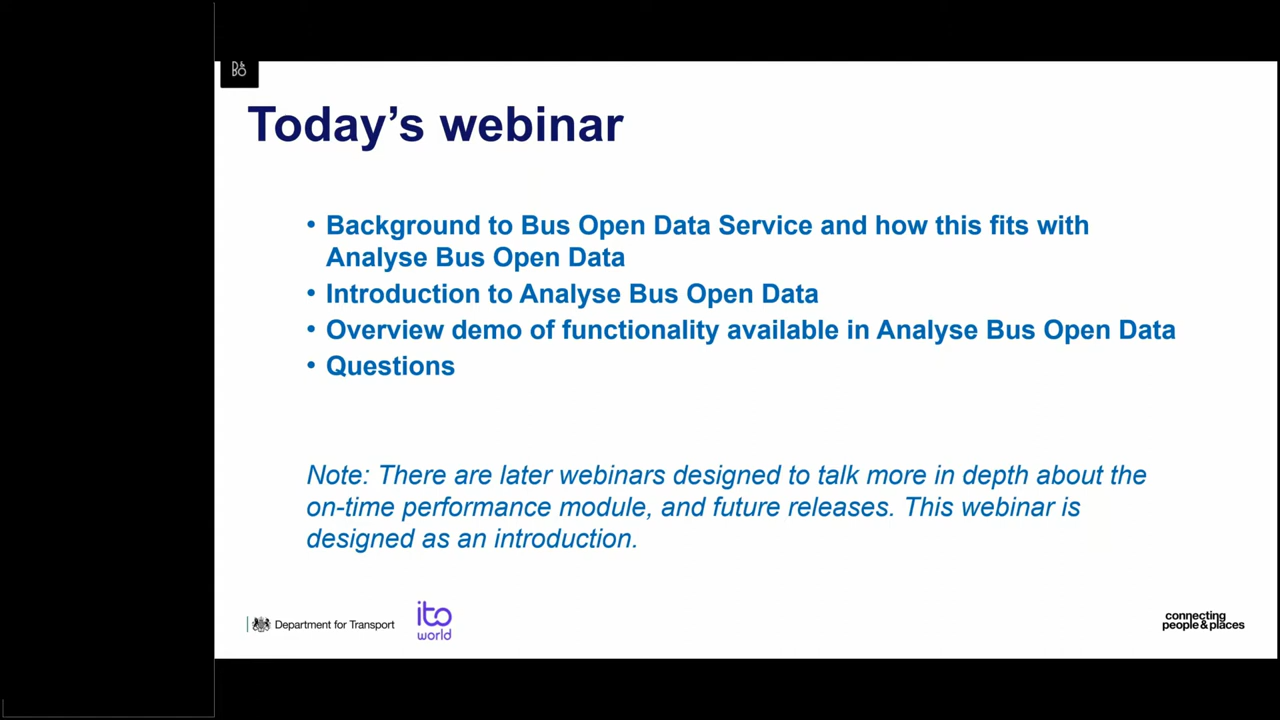 D&
BO
Today’s webinar
• Background to Bus Open Data Service and how this fits with
Analyse Bus Open Data
• Introduction to Analyse Bus Open Data
• Overview demo of functionality available in Analyse Bus Open Data
• Questions
Note: There are later webinars designed to talk more in depth about the
on-time performance module, and future releases. This webinar is
designed as an introduction.
Department for Transport
ito
world
connecting
people&places